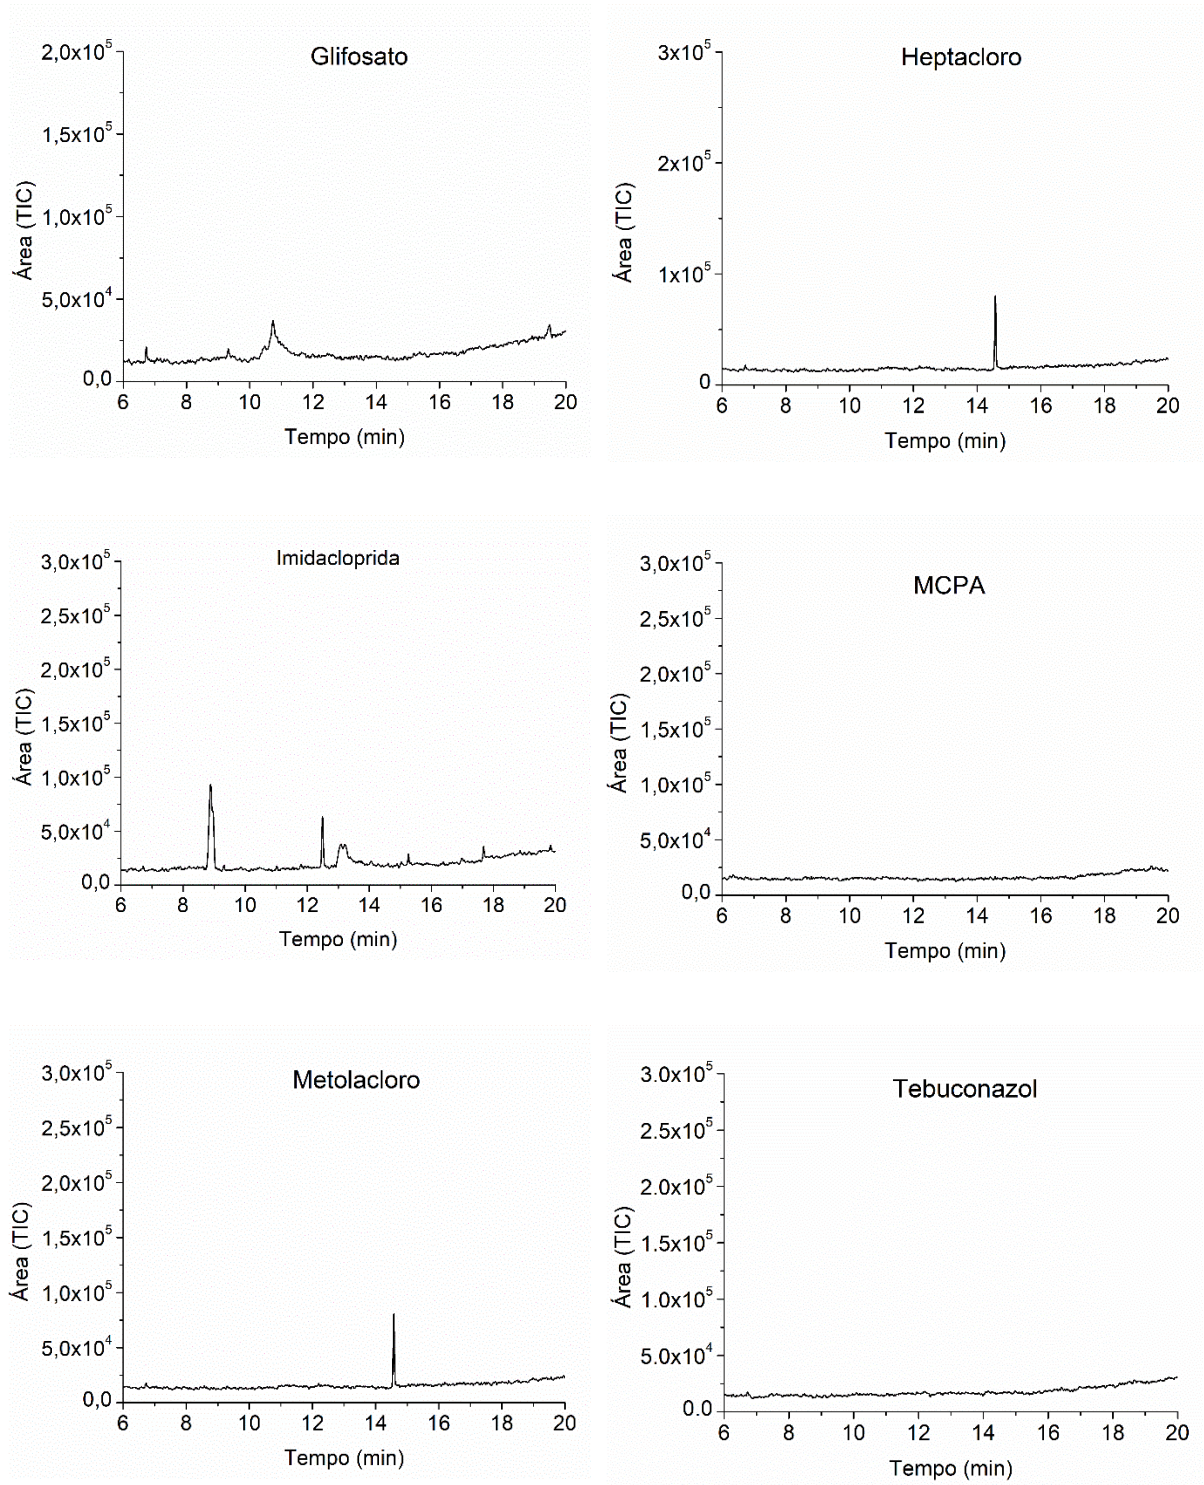 Glifosato
2,0x10^5
1,5x10^5
1,0x10^5
5,0x10^4
0,0
Área (TIC)
6 8 10 12 14 16 18 20
Tempo (min)
Heptacloro
3x10^5
2x10^5
1x10^5
0
Área (TIC)
6 8 10 12 14 16 18 20
Tempo (min)
Imidacloprida
3,0x10^5
2,5x10^5
2,0x10^5
1,5x10^5
1,0x10^5
5,0x10^4
0,0
Área (TIC)
6 8 10 12 14 16 18 20
Tempo (min)
MCPA
3,0x10^5
2,5x10^5
2,0x10^5
1,5x10^5
1,0x10^5
5,0x10^4
0,0
Área (TIC)
6 8 10 12 14 16 18 20
Tempo (min)
Metolacloro
3,0x10^5
2,5x10^5
2,0x10^5
1,5x10^5
1,0x10^5
5,0x10^4
0,0
Área (TIC)
6 8 10 12 14 16 18 20
Tempo (min)
Tebuconazol
3.0x10^5
2.5x10^5
2.0x10^5
1.5x10^5
1.0x10^5
5.0x10^4
0.0
Área (TIC)
6 8 10 12 14 16 18 20
Tempo (min)